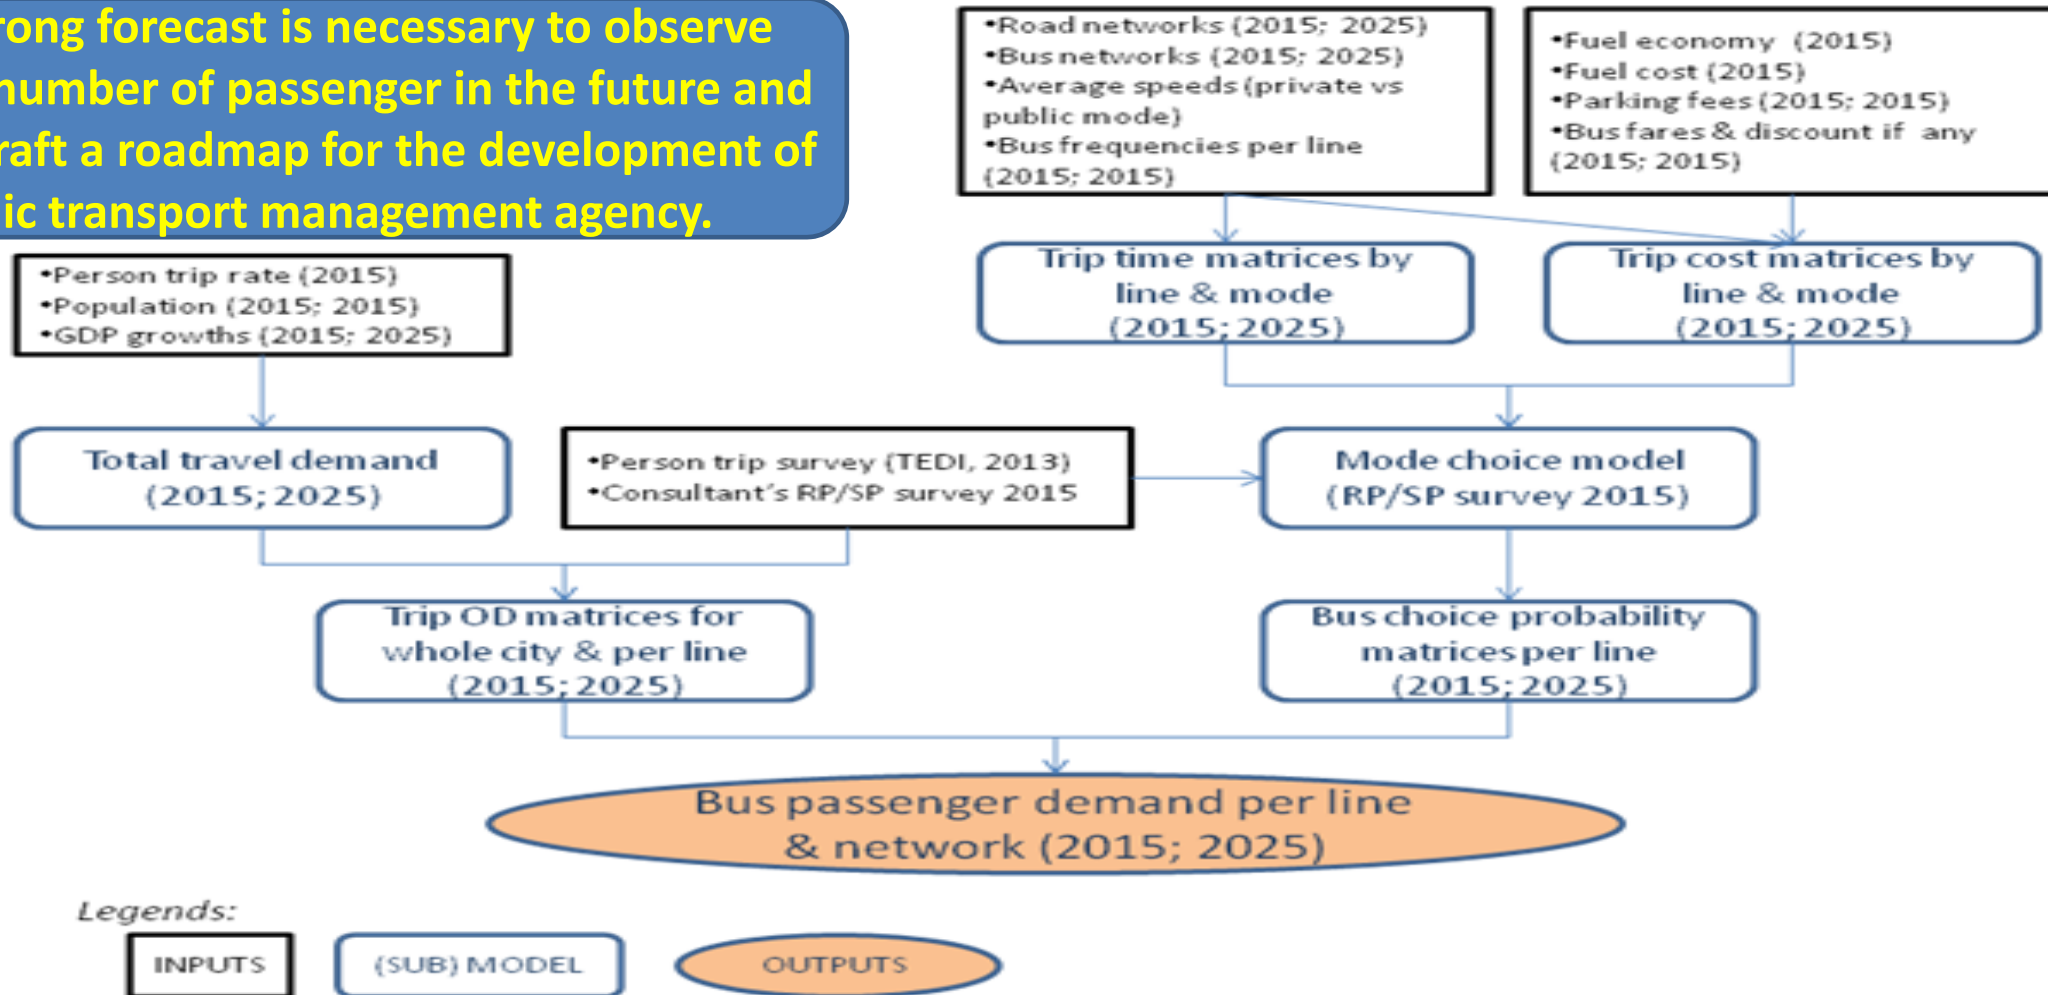 rong forecast is necessary to observe
number of passenger in the future and
raft a roadmap for the development of
ic transport management agency.
•Road networks (2015; 2025)
•Bus networks (2015; 2025)
•Average speeds (private vs
public mode)
•Bus frequencies per line
(2015; 2015)
•Fuel economy (2015)
•Fuel cost (2015)
•Parking fees (2015; 2015)
•Bus fares & discount if any
(2015; 2015)
•Person trip rate (2015)
•Population (2015; 2015)
•GDP growths (2015; 2025)
Trip time matrices by
line & mode
(2015; 2025)
Trip cost matrices by
line & mode
(2015; 2025)
Total travel demand
(2015; 2025)
•Person trip survey (TEDI, 2013)
•Consultant's RP/SP survey 2015
Mode choice model
(RP/SP survey 2015)
Trip OD matrices for
whole city & per line
(2015; 2025)
Bus choice probability
matrices per line
(2015; 2025)
Bus passenger demand per line
& network (2015; 2025)
Legends:
INPUTS
(SUB) MODEL
OUTPUTS